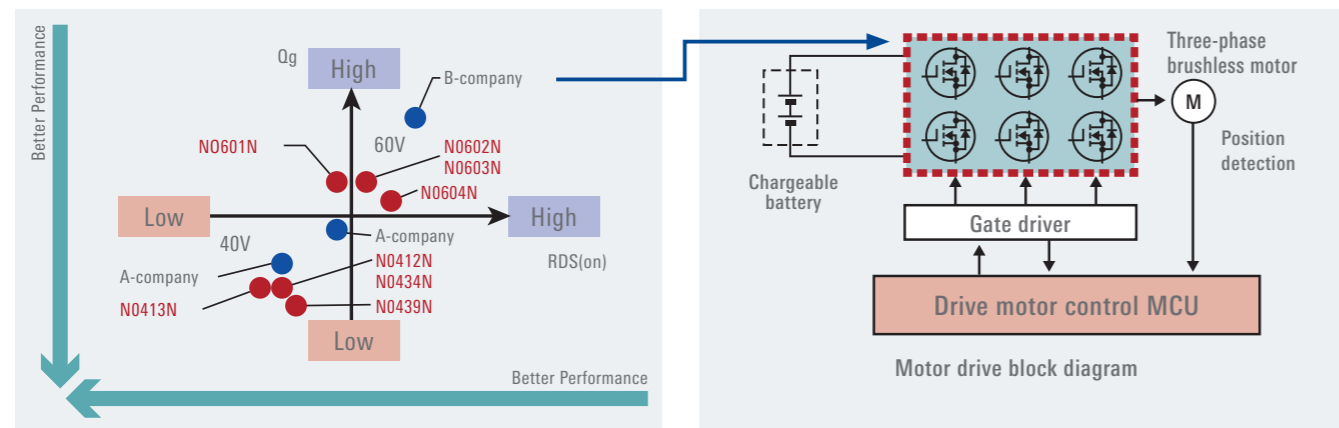 Better Performance
Qg
High
B-company
60V
N0601N
N0602N
N0603N
N0604N
Low
High
RDS(on)
40V
A-company
A-company
N0412N
N0434N
N0413N
N0439N
Low
Better Performance
Three-phase
brushless motor
M
Position
detection
Chargeable
battery
Gate driver
Drive motor control MCU
Motor drive block diagram